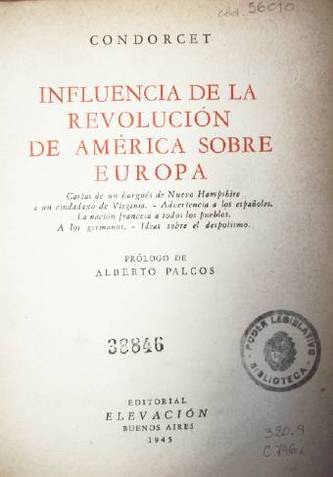 cód. 56010
CONDORCET
INFLUENCIA DE LA
REVOLUCIÓN
DE AMÉRICA SOBRE
EUROPA
Cartas de un burgués de Nueva Hampshire
a un ciudadano de Virginia. - Advertencia a los españoles.
La nación francesa a todos los pueblos.
A los germanos. - Ideas sobre el despotismo.
PRÓLOGO DE
ALBERTO PALCOS
38846
PODER LEGISLATIVO
BIBLIOTECA
EDITORIAL
ELEVACIÓN
BUENOS AIRES
1945
320.9